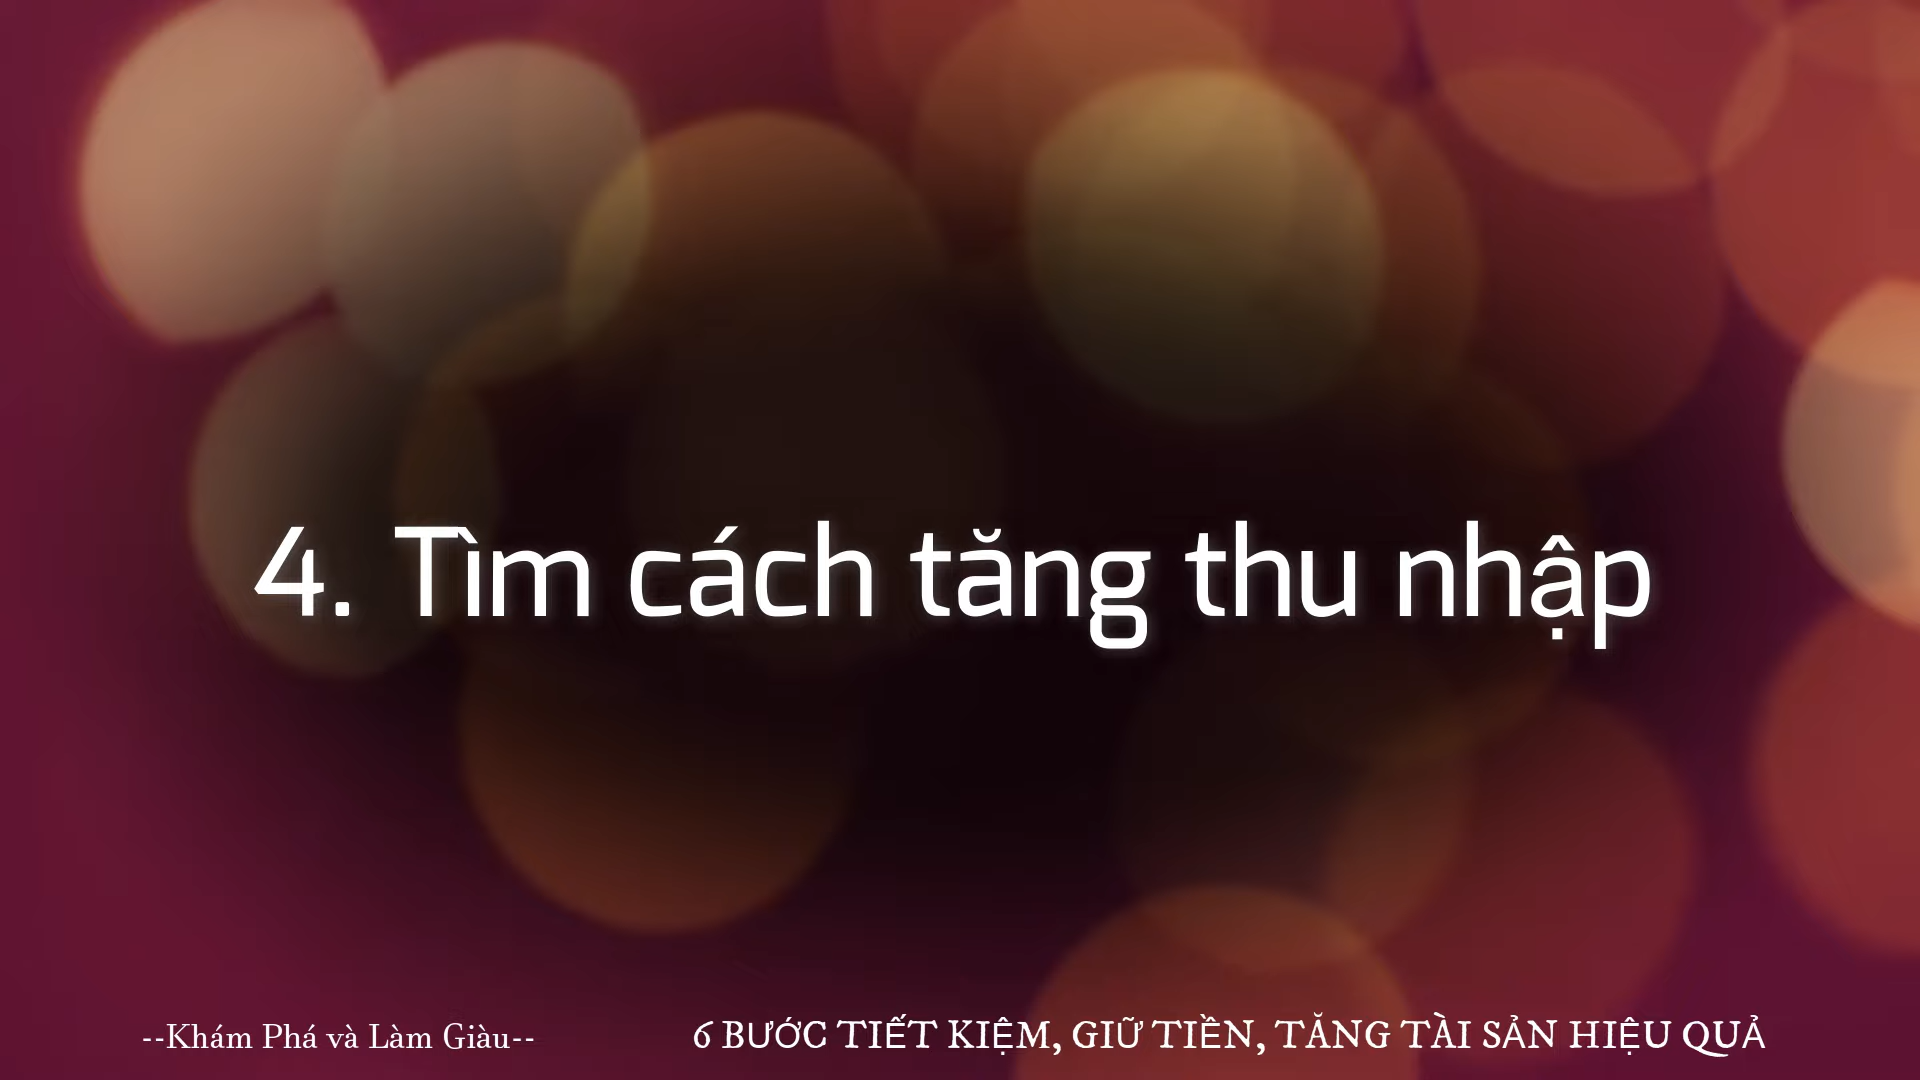 4. Tìm cách tăng thu nhập
--Khám Phá và Làm Giàu--
6 BƯỚC TIẾT KIỆM, GIỮ TIỀN, TĂNG TÀI SẢN HIỆU QUẢ